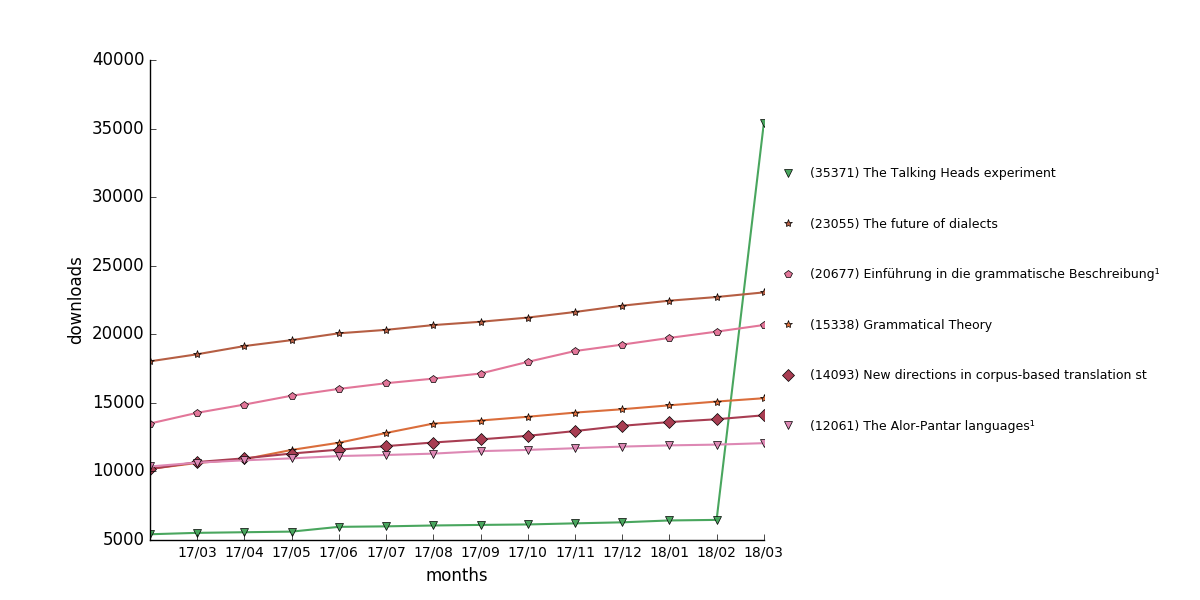 40000
35000
30000
25000
20000
15000
10000
5000
downloads
17/03 17/04 17/05 17/06 17/07 17/08 17/09 17/10 17/11 17/12 18/01 18/02 18/03
months
(35371) The Talking Heads experiment
(23055) The future of dialects
(20677) Einführung in die grammatische Beschreibung¹
(15338) Grammatical Theory
(14093) New directions in corpus-based translation st
(12061) The Alor-Pantar languages¹